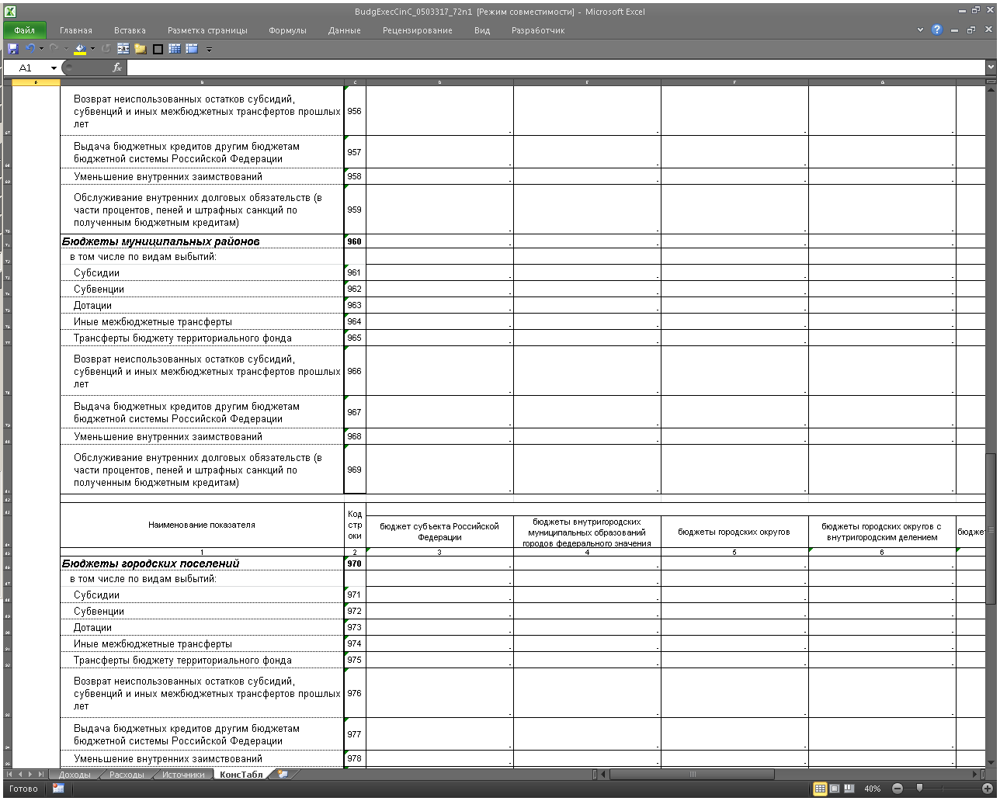 BudgExecCinC_0503317_72n1 [Режим совместимости] - Microsoft Excel
Файл Главная Вставка Разметка страницы Формулы Данные Рецензирование Вид Разработчик
A1 fx
Возврат неиспользованных остатков субсидий,
субвенций и иных межбюджетных трансфертов прошлых 956
лет
Выдача бюджетных кредитов другим бюджетам
бюджетной системы Российской Федерации 957
Уменьшение внутренних заимствований 958
Обслуживание внутренних долговых обязательств (в
части процентов, пеней и штрафных санкций по 959
полученным бюджетным кредитам)
Бюджеты муниципальных районов 960
в том числе по видам выбытий:
Субсидии 961
Субвенции 962
Дотации 963
Иные межбюджетные трансферты 964
Трансферты бюджету территориального фонда 965
Возврат неиспользованных остатков субсидий,
субвенций и иных межбюджетных трансфертов прошлых 966
лет
Выдача бюджетных кредитов другим бюджетам
бюджетной системы Российской Федерации 967
Уменьшение внутренних заимствований 968
Обслуживание внутренних долговых обязательств (в
части процентов, пеней и штрафных санкций по 969
полученным бюджетным кредитам)
Наименование показателя
Код
стр
оки
бюджет субъекта Российской
Федерации
бюджеты внутригородских
муниципальных образований
городов федерального значения
бюджеты городских округов
бюджеты городских округов с
внутригородским делением
бюджет
1 2 3 4 5 6
Бюджеты городских поселений 970
в том числе по видам выбытий:
Субсидии 971
Субвенции 972
Дотации 973
Иные межбюджетные трансферты 974
Трансферты бюджету территориального фонда 975
Возврат неиспользованных остатков субсидий,
субвенций и иных межбюджетных трансфертов прошлых 976
лет
Выдача бюджетных кредитов другим бюджетам
бюджетной системы Российской Федерации 977
Уменьшение внутренних заимствований 978
Доходы Расходы Источники КонсТабл
Готово 40%